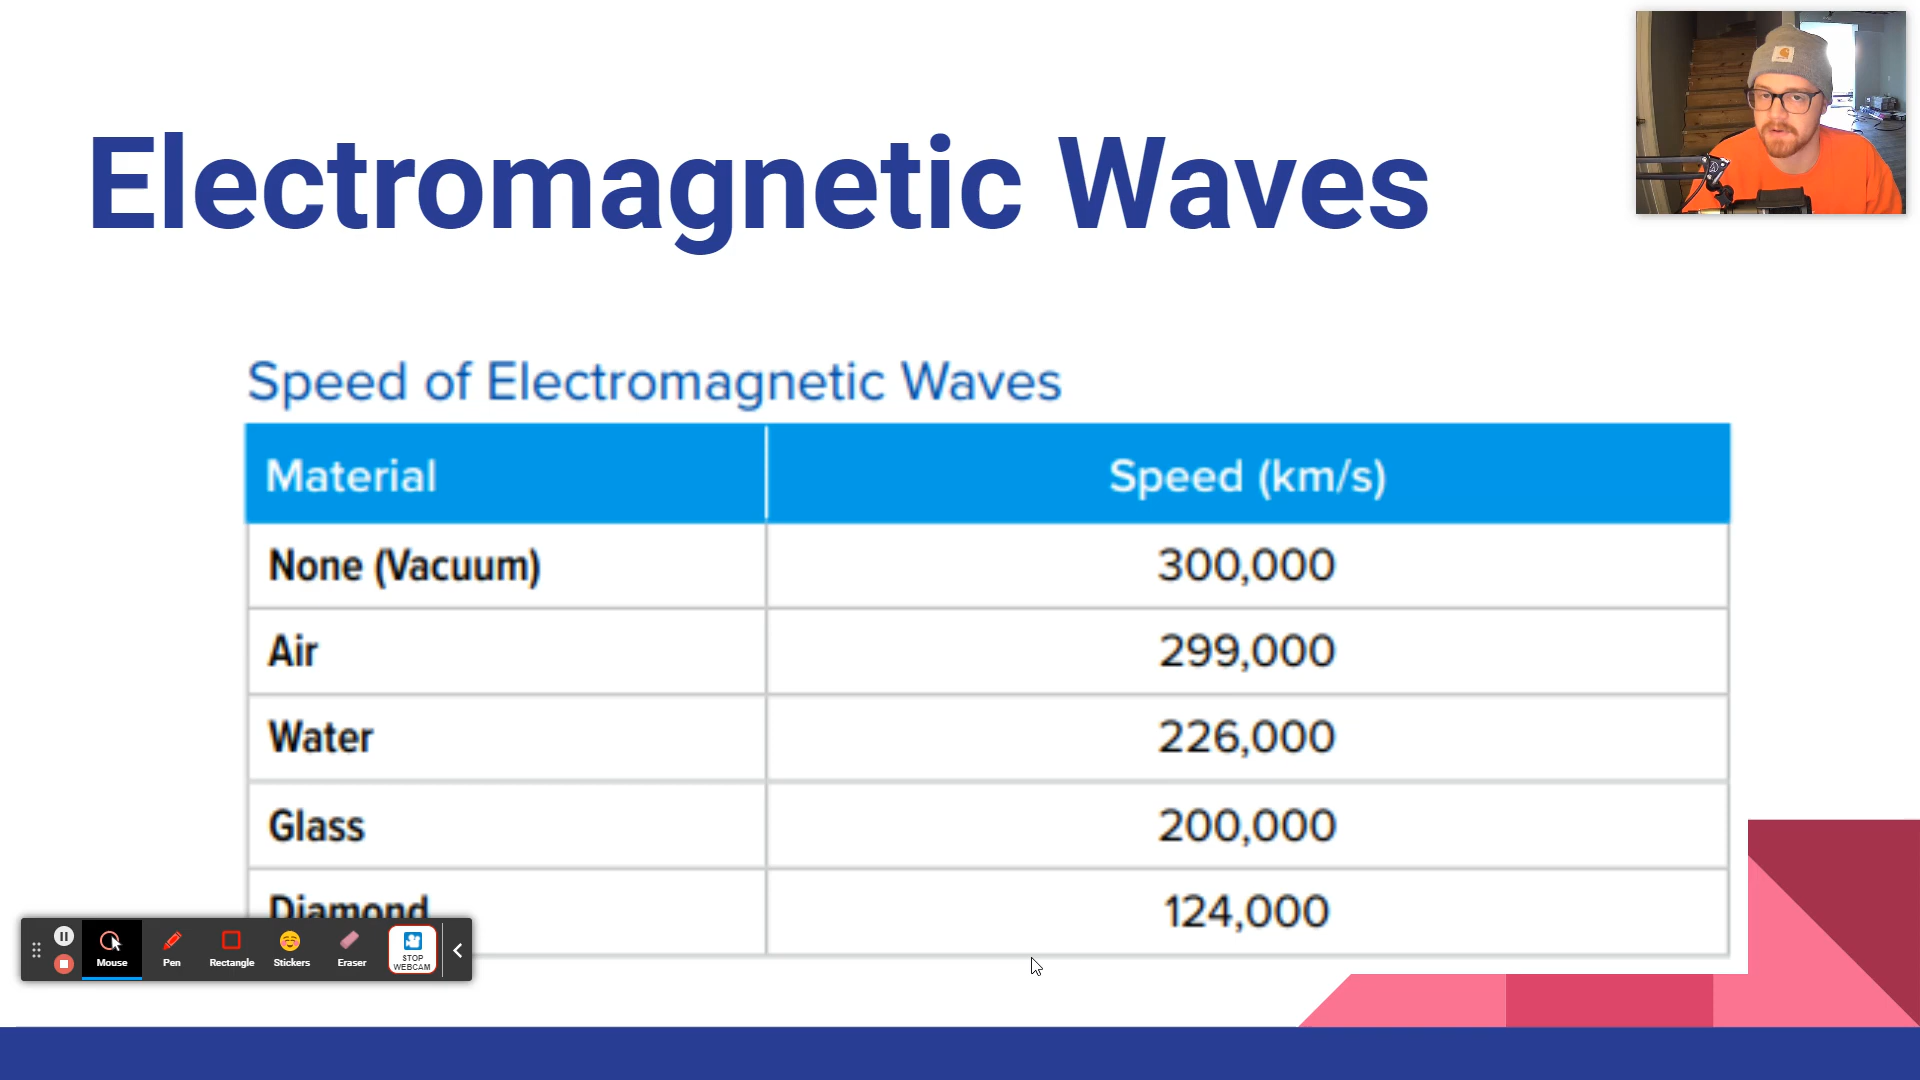 Electromagnetic Waves
Speed of Electromagnetic Waves
Material Speed (km/s)
None (Vacuum) 300,000
Air 299,000
Water 226,000
Glass 200,000
Diamond 124,000
Mouse Pen Rectangle Stickers Eraser STOP WEBCAM